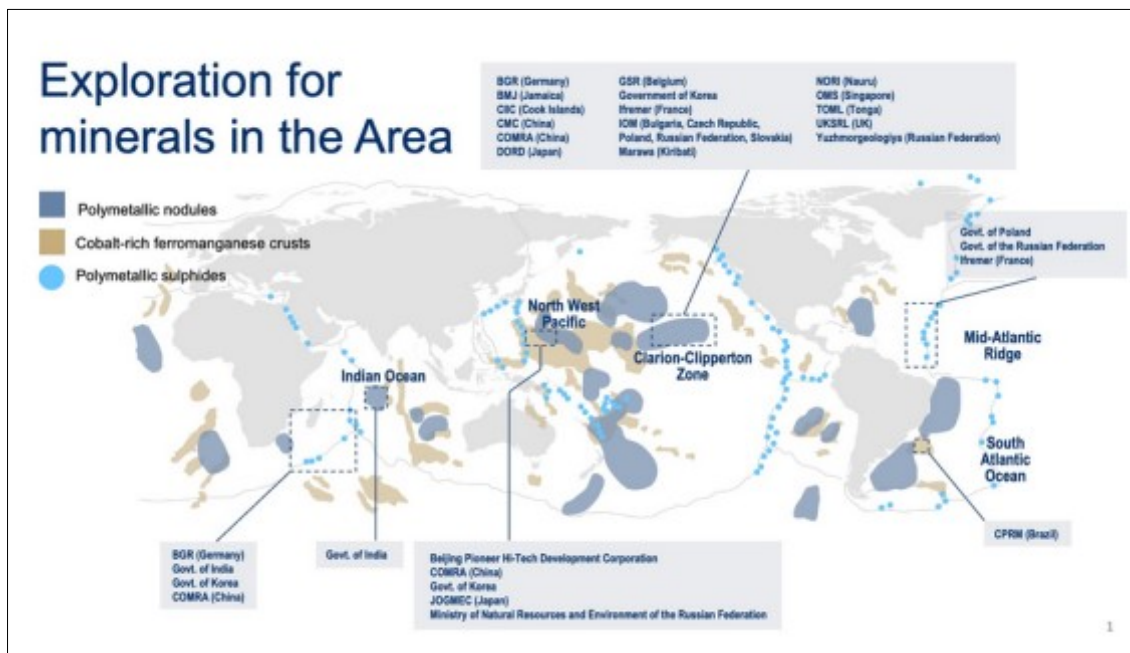 Exploration for
minerals in the Area
Polymetallic nodules
Cobalt-rich ferromanganese crusts
Polymetallic sulphides
BGR (Germany)
BMJ (Jamaica)
CIIC (Cook Islands)
CMC (China)
COMRA (China)
DORD (Japan)
GSR (Belgium)
Government of Korea
Ifremer (France)
IOM (Bulgaria, Czech Republic,
Poland, Russian Federation, Slovakia)
Marawa (Kiribati)
NORI (Nauru)
OMS (Singapore)
TOML (Tonga)
UKSRL (UK)
Yuzhmorgeologiya (Russian Federation)
Govt. of Poland
Govt. of the Russian Federation
Ifremer (France)
North West
Pacific
Clarion-Clipperton
Zone
Mid-Atlantic
Ridge
Indian Ocean
South
Atlantic
Ocean
CPRM (Brazil)
BGR (Germany)
Govt. of India
Govt. of Korea
COMRA (China)
Govt. of India
Beijing Pioneer Hi-Tech Development Corporation
COMRA (China)
Govt. of Korea
JOGMEC (Japan)
Ministry of Natural Resources and Environment of the Russian Federation
1